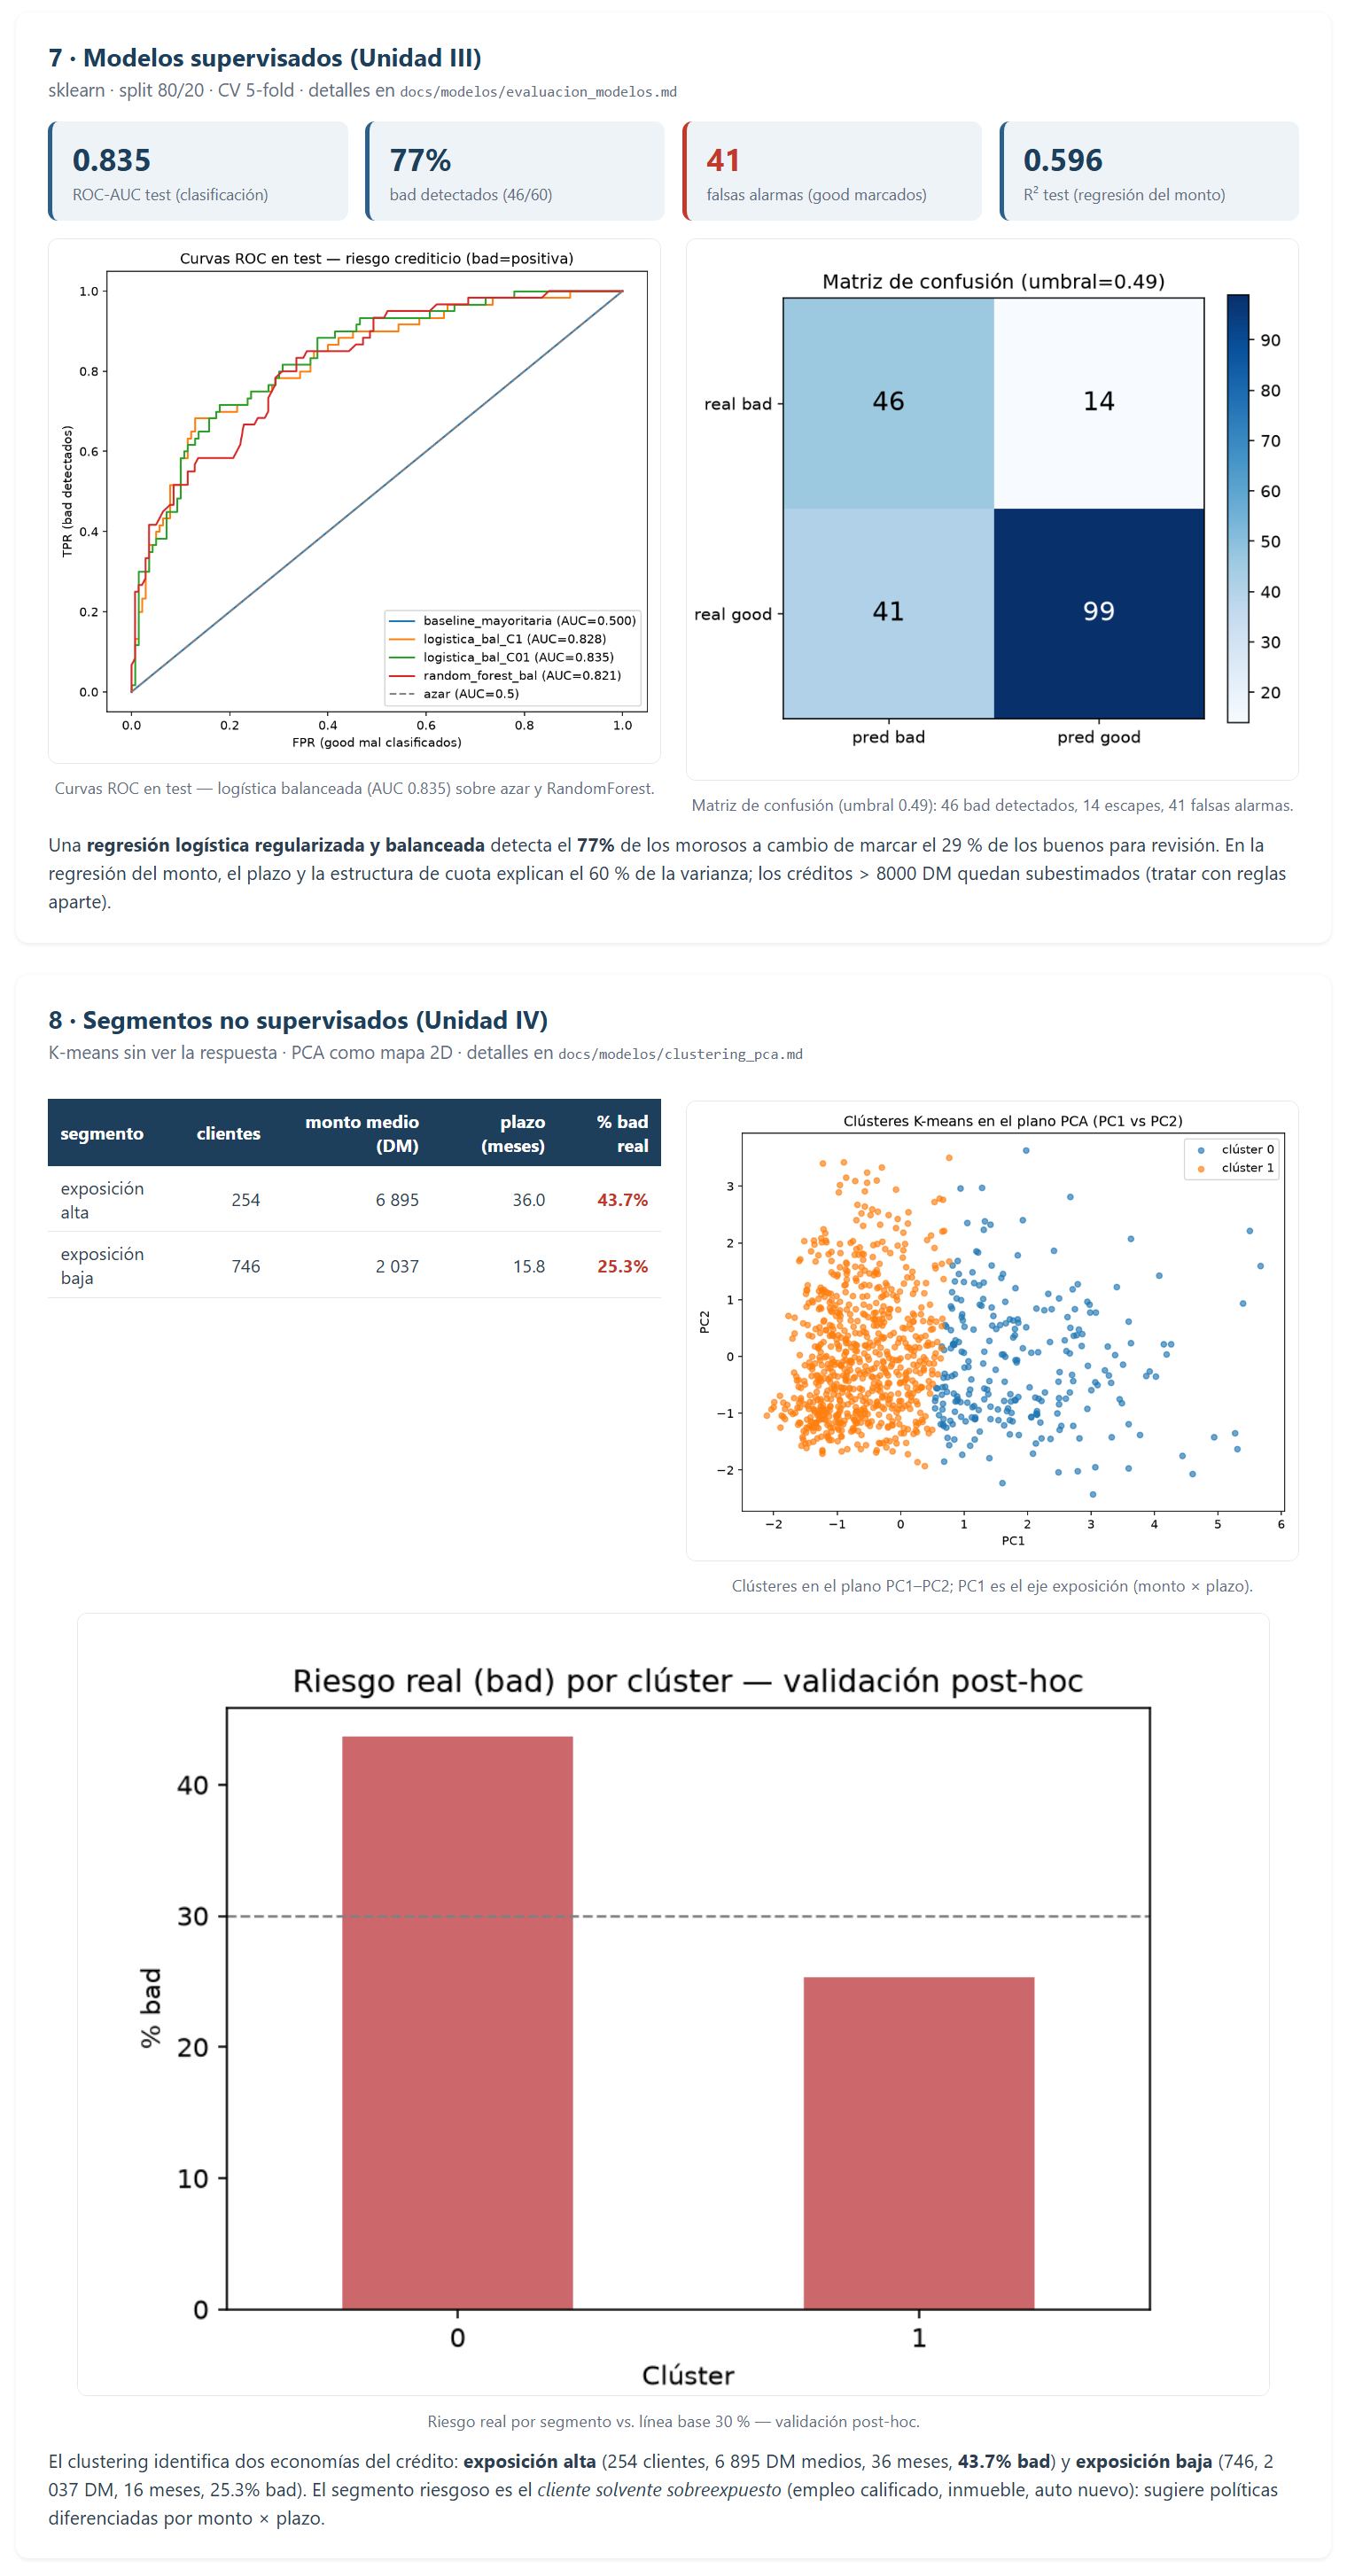 7 · Modelos supervisados (Unidad III)
sklearn · split 80/20 · CV 5-fold · detalles en docs/modelos/evaluacion_modelos.md
0.835
ROC-AUC test (clasificación)
77%
bad detectados (46/60)
41
falsas alarmas (good marcados)
0.596
R² test (regresión del monto)
Curvas ROC en test — riesgo crediticio (bad=positiva)
TPR (bad detectados)
1.0
0.8
0.6
0.4
0.2
0.0
baseline_mayoritaria (AUC=0.500)
logistica_bal_C1 (AUC=0.828)
logistica_bal_C01 (AUC=0.835)
random_forest_bal (AUC=0.821)
azar (AUC=0.5)
0.0 0.2 0.4 0.6 0.8 1.0
FPR (good mal clasificados)
Curvas ROC en test — logística balanceada (AUC 0.835) sobre azar y RandomForest.
Matriz de confusión (umbral=0.49)
real bad 46 14
real good 41 99
pred bad pred good
90
80
70
60
50
40
30
20
Matriz de confusión (umbral 0.49): 46 bad detectados, 14 escapes, 41 falsas alarmas.
Una regresión logística regularizada y balanceada detecta el 77% de los morosos a cambio de marcar el 29 % de los buenos para revisión. En la
regresión del monto, el plazo y la estructura de cuota explican el 60 % de la varianza; los créditos > 8000 DM quedan subestimados (tratar con reglas
aparte).
8 · Segmentos no supervisados (Unidad IV)
K-means sin ver la respuesta · PCA como mapa 2D · detalles en docs/modelos/clustering_pca.md
segmento clientes monto medio (DM) plazo (meses) % bad real
exposición alta 254 6 895 36.0 43.7%
exposición baja 746 2 037 15.8 25.3%
Clústeres K-means en el plano PCA (PC1 vs PC2)
clúster 0
clúster 1
PC2
3
2
1
0
−1
−2
−2 −1 0 1 2 3 4 5 6
PC1
Clústeres en el plano PC1–PC2; PC1 es el eje exposición (monto × plazo).
Riesgo real (bad) por clúster — validación post-hoc
% bad
40
30
20
10
0
0 1
Clúster
Riesgo real por segmento vs. línea base 30 % — validación post-hoc.
El clustering identifica dos economías del crédito: exposición alta (254 clientes, 6 895 DM medios, 36 meses, 43.7% bad) y exposición baja (746, 2
037 DM, 16 meses, 25.3% bad). El segmento riesgoso es el cliente solvente sobreexpuesto (empleo calificado, inmueble, auto nuevo): sugiere políticas
diferenciadas por monto × plazo.